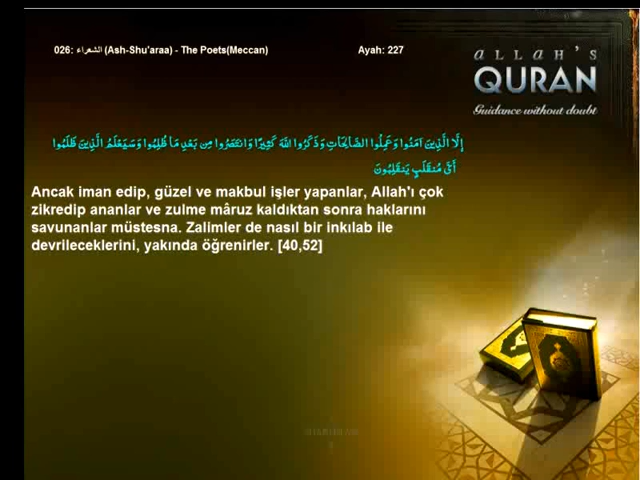 026: الشعراء (Ash-Shu'araa) - The Poets(Meccan) Ayah: 227
ALLAH'S
QURAN
Guidance without doubt
إِلَّا الَّذِينَ آمَنُوا وَعَمِلُوا الصَّالِحَاتِ وَذَكَرُوا اللَّهَ كَثِيرًا وَانتَصَرُوا مِن بَعْدِ مَا ظُلِمُوا وَسَيَعْلَمُ الَّذِينَ ظَلَمُوا
أَيَّ مُنقَلَبٍ يَنقَلِبُونَ
Ancak iman edip, güzel ve makbul işler yapanlar, Allah'ı çok
zikredip ananlar ve zulme mâruz kaldıktan sonra haklarını
savunanlar müstesna. Zalimler de nasıl bir inkılab ile
devrileceklerini, yakında öğrenirler. [40,52]